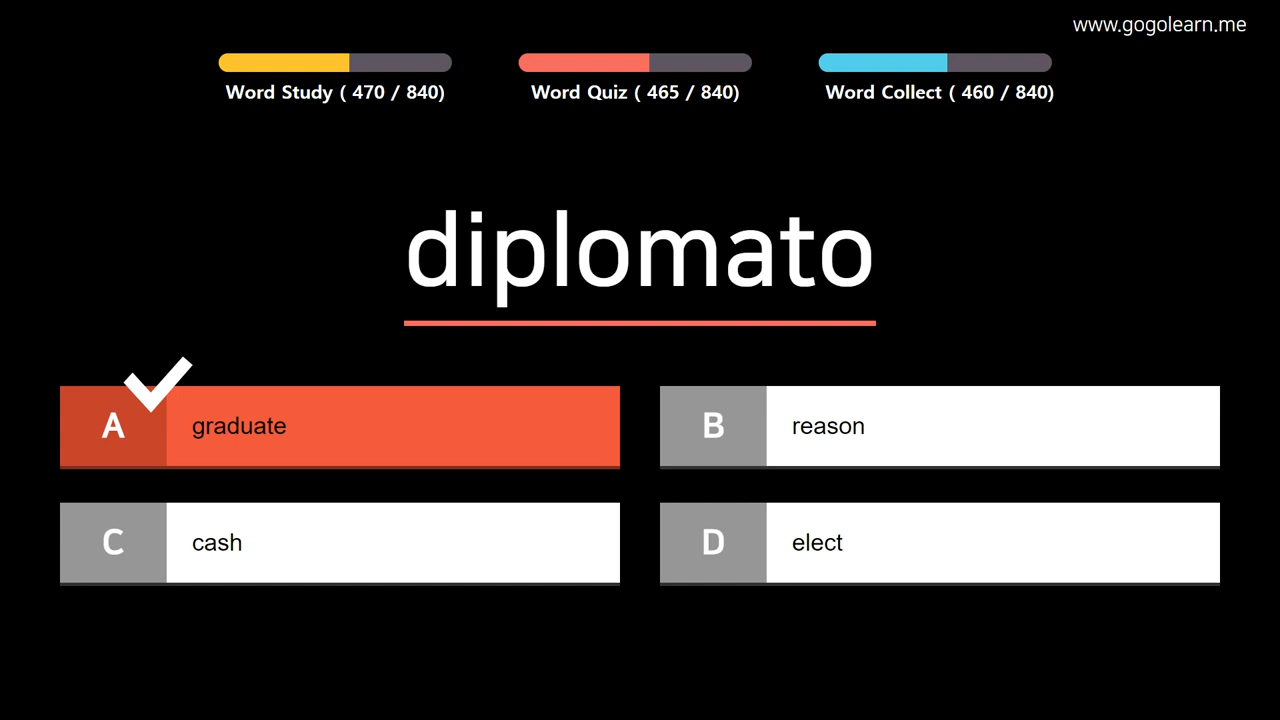 www.gogolearn.me
Word Study ( 470 / 840)
Word Quiz ( 465 / 840)
Word Collect ( 460 / 840)
diplomato
A graduate
B reason
C cash
D elect